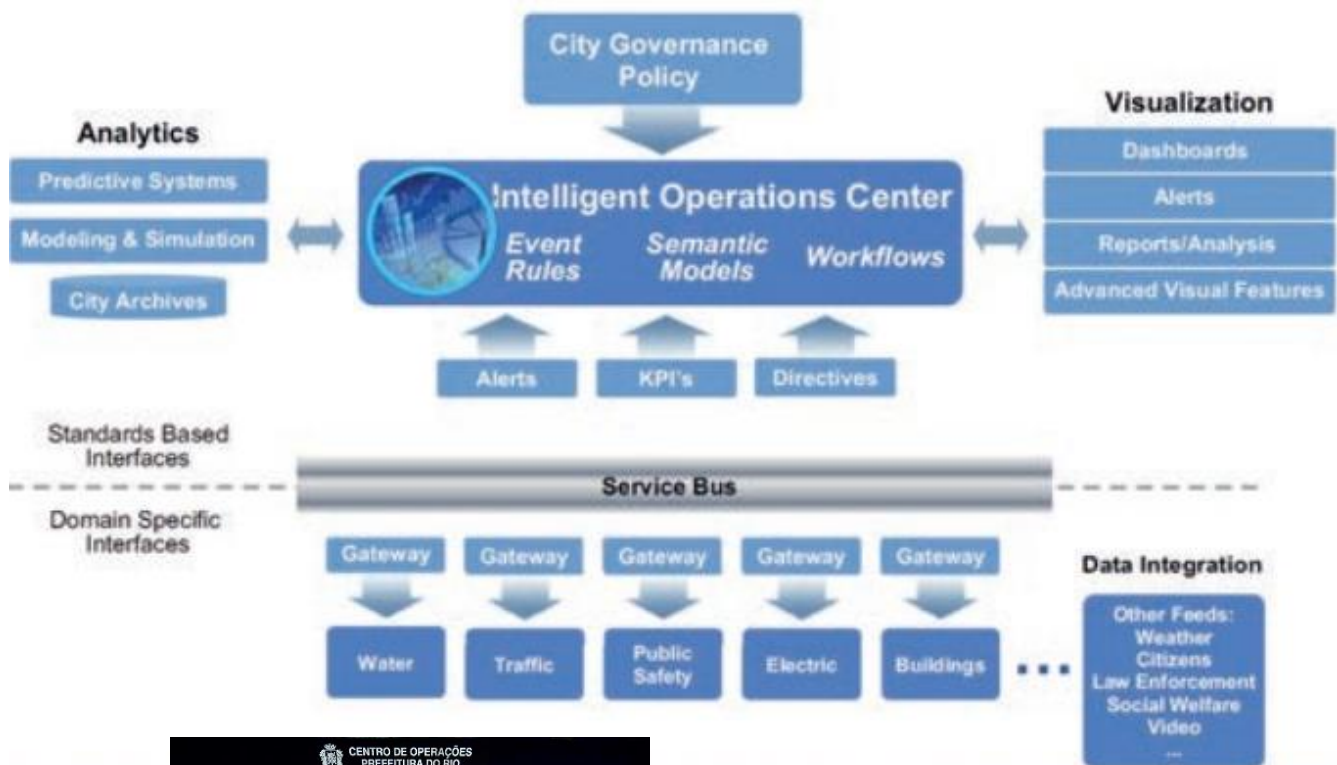 City Governance
Policy
Analytics
Predictive Systems
Modeling & Simulation
City Archives
Intelligent Operations Center
Event
Rules
Semantic
Models
Workflows
Visualization
Dashboards
Alerts
Reports/Analysis
Advanced Visual Features
Alerts
KPI's
Directives
Standards Based
Interfaces
Service Bus
Domain Specific
Interfaces
Gateway
Gateway
Gateway
Gateway
Gateway
Water
Traffic
Public
Safety
Electric
Buildings
...
Data Integration
Other Feeds:
Weather
Citizens
Law Enforcement
Social Welfare
Video
...
CENTRO DE OPERAÇÕES
PREFEITURA DO RIO